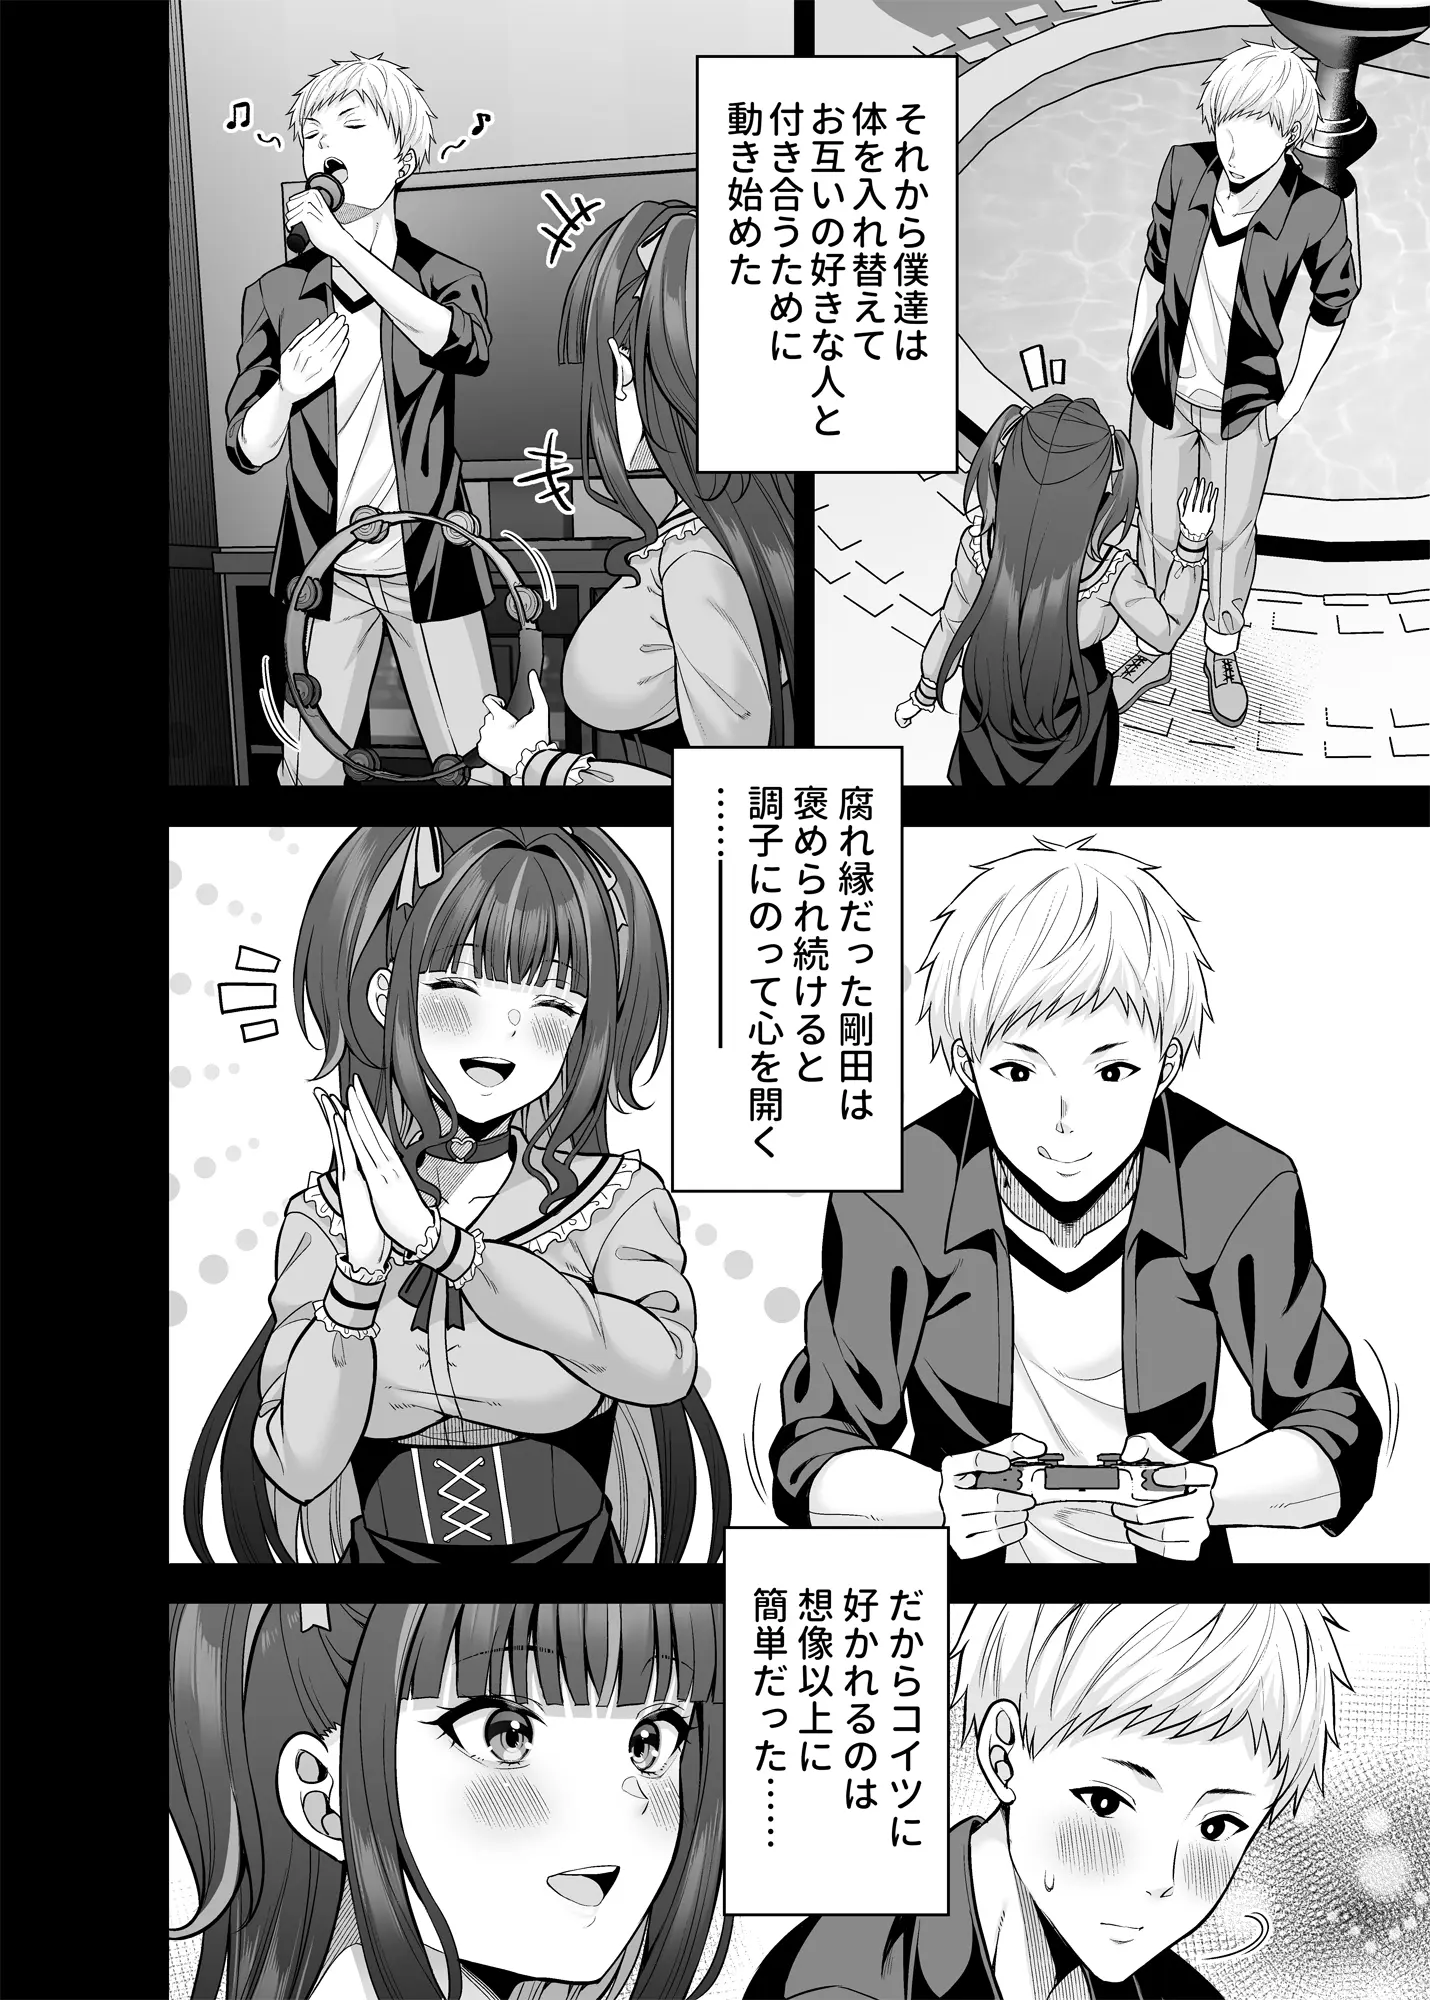 それから僕達は
体を入れ替えて
お互いの好きな人と
付き合うために
動き始めた
腐れ縁だった剛田は
褒められ続けると
調子にのって心を開く
……――――
だからコイツに
好かれるのは
想像以上に
簡単だった……